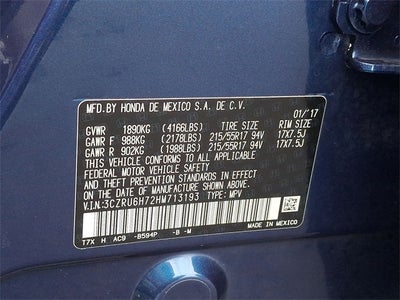 MFD.BY HONDA DE MEXICO S.A. DE C.V.
01/'17
GVWR 1890KG (4166LBS) TIRE SIZE RIM SIZE
GAWR F 988KG (2178LBS) 215/55R17 94V 17X7.5J
GAWR R 902KG (1988LBS) 215/55R17 94V 17X7.5J
THIS VEHICLE CONFORMS TO ALL APPLICABLE
FEDERAL MOTOR VEHICLE SAFETY AND
THEFT PREVENTION STANDARDS IN EFFECT
ON THE DATE OF MANUFACTURE SHOWN ABOVE.
V.I.N:3CZRU6H72HM713193 TYPE: MPV
T7X H AC9 -B594P -B -M MADE IN MEXICO